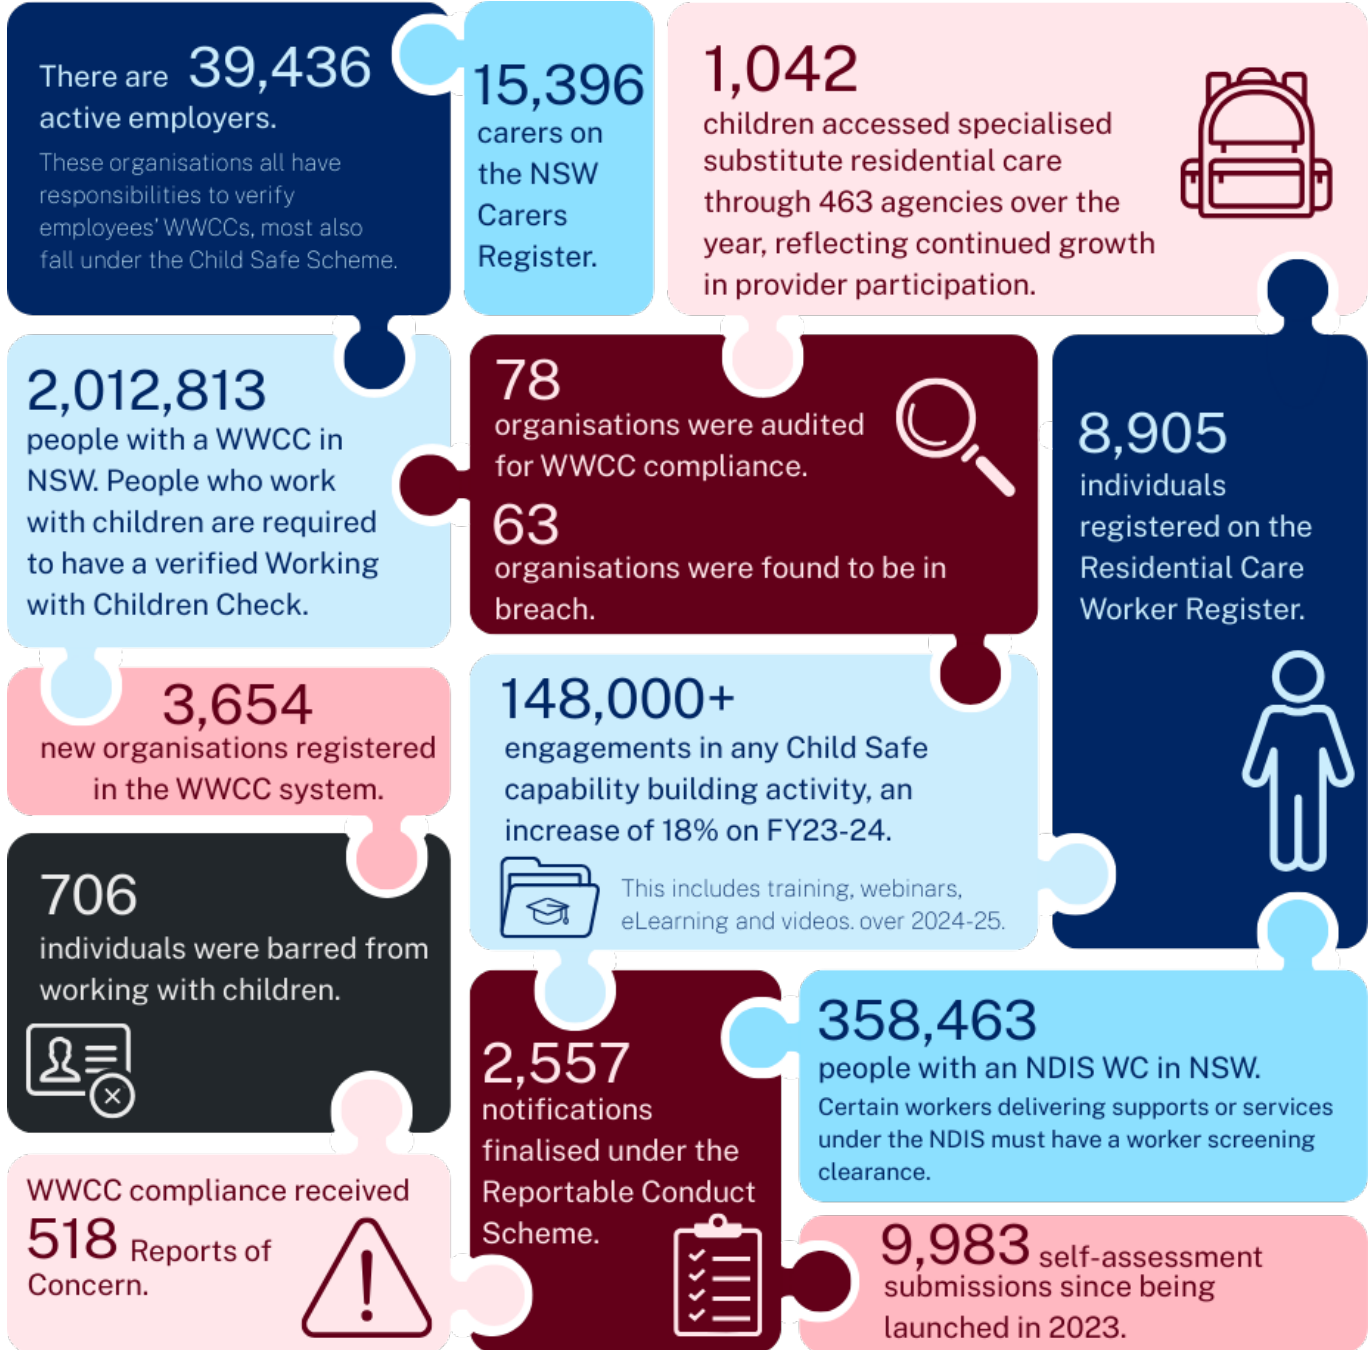 There are 39,436
active employers.
These organisations all have
responsibilities to verify
employees' WWCCs, most also
fall under the Child Safe Scheme.
15,396
carers on
the NSW
Carers
Register.
1,042
children accessed specialised
substitute residential care
through 463 agencies over the
year, reflecting continued growth
in provider participation.
2,012,813
people with a WWCC in
NSW. People who work
with children are required
to have a verified Working
with Children Check.
78
organisations were audited
for WWCC compliance.
63
organisations were found to be in
breach.
8,905
individuals
registered on the
Residential Care
Worker Register.
3,654
new organisations registered
in the WWCC system.
148,000+
engagements in any Child Safe
capability building activity, an
increase of 18% on FY23-24.
This includes training, webinars,
eLearning and videos. over 2024-25.
706
individuals were barred from
working with children.
2,557
notifications
finalised under the
Reportable Conduct
Scheme.
358,463
people with an NDIS WC in NSW.
Certain workers delivering supports or services
under the NDIS must have a worker screening
clearance.
WWCC compliance received
518 Reports of
Concern.
9,983 self-assessment
submissions since being
launched in 2023.